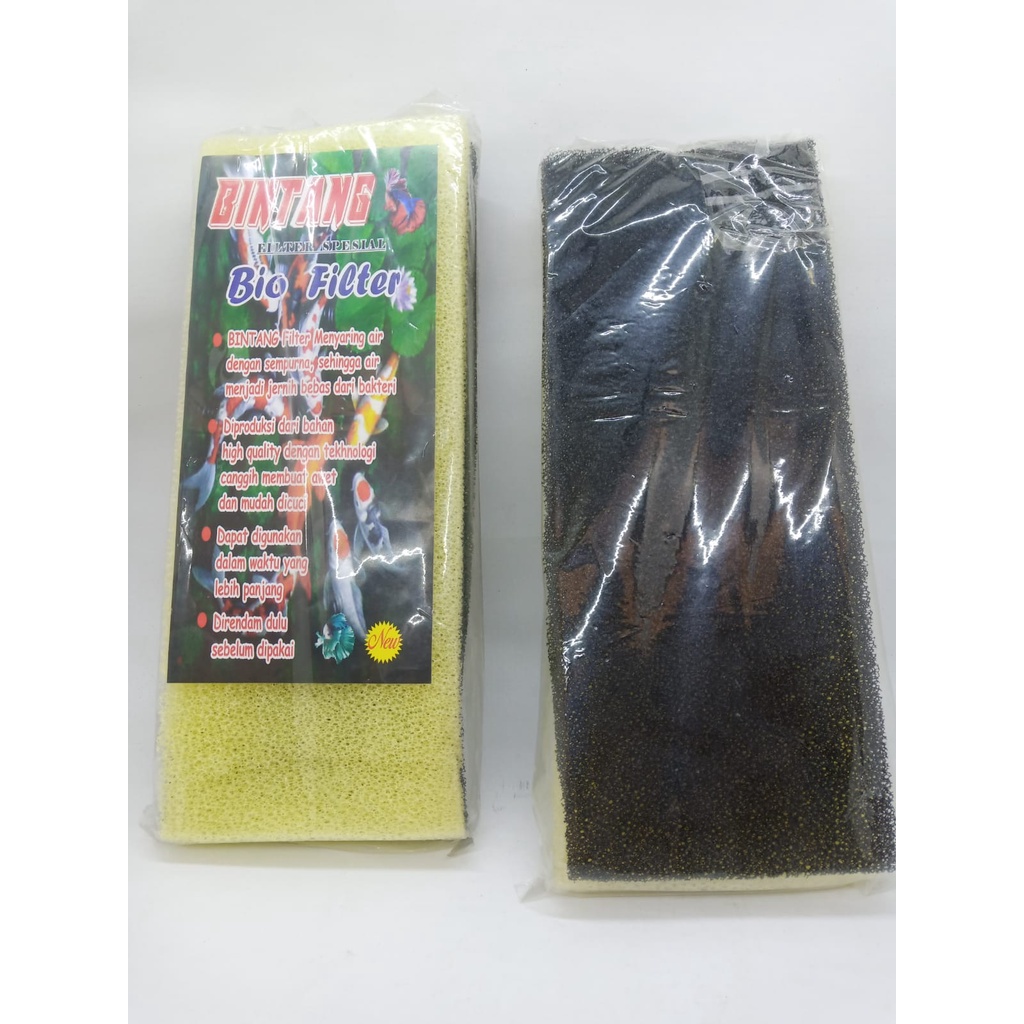 BINTANG
FILTER SPESIAL
Bio Filter
BINTANG Filter Menyaring air
dengan sempurna, sehingga air
menjadi jernih bebas dari bakteri
Diproduksi dari bahan
high quality dengan tekhnologi
canggih membuat awet
dan mudah dicuci
Dapat digunakan
dalam waktu yang
lebih panjang
Direndam dulu
sebelum dipakai
New